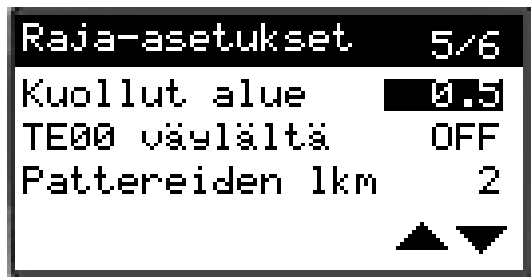 Raja-asetukset 5/6
Kuollut alue 0.5
TE00 väylältä OFF
Pattereiden lkm 2